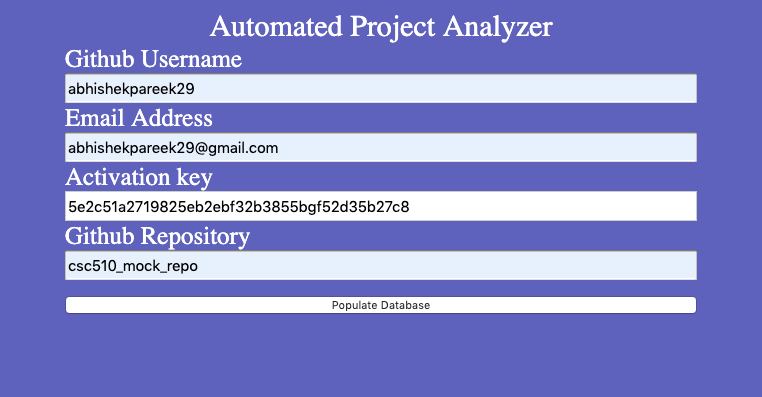 Automated Project Analyzer
Github Username
abhishekpareek29
Email Address
abhishekpareek29@gmail.com
Activation key
5e2c51a2719825eb2ebf32b3855bgf52d35b27c8
Github Repository
csc510_mock_repo
Populate Database